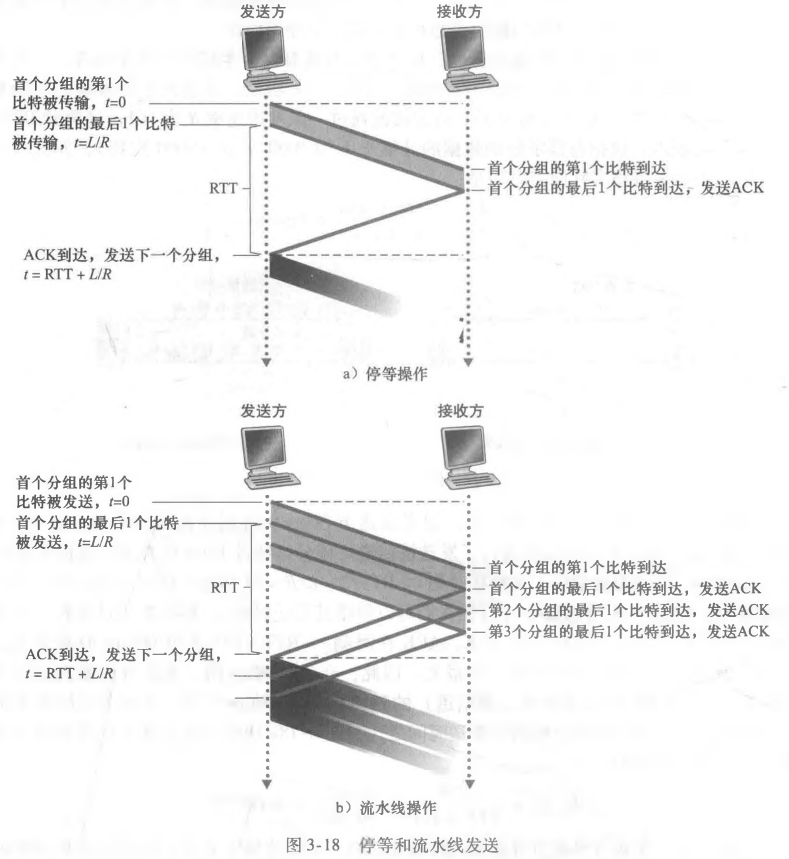 发送方
接收方
首个分组的第1个
比特被传输，t=0
首个分组的最后1个比特
被传输，t=L/R
RTT
首个分组的第1个比特到达
首个分组的最后1个比特到达，发送ACK
ACK到达，发送下一个分组，
t = RTT + L/R
a）停等操作
发送方
接收方
首个分组的第1个
比特被发送，t=0
首个分组的最后1个比特
被发送，t=L/R
RTT
首个分组的第1个比特到达
首个分组的最后1个比特到达，发送ACK
第2个分组的最后1个比特到达，发送ACK
第3个分组的最后1个比特到达，发送ACK
ACK到达，发送下一个分组，
t = RTT + L/R
b）流水线操作
图 3-18 停等和流水线发送